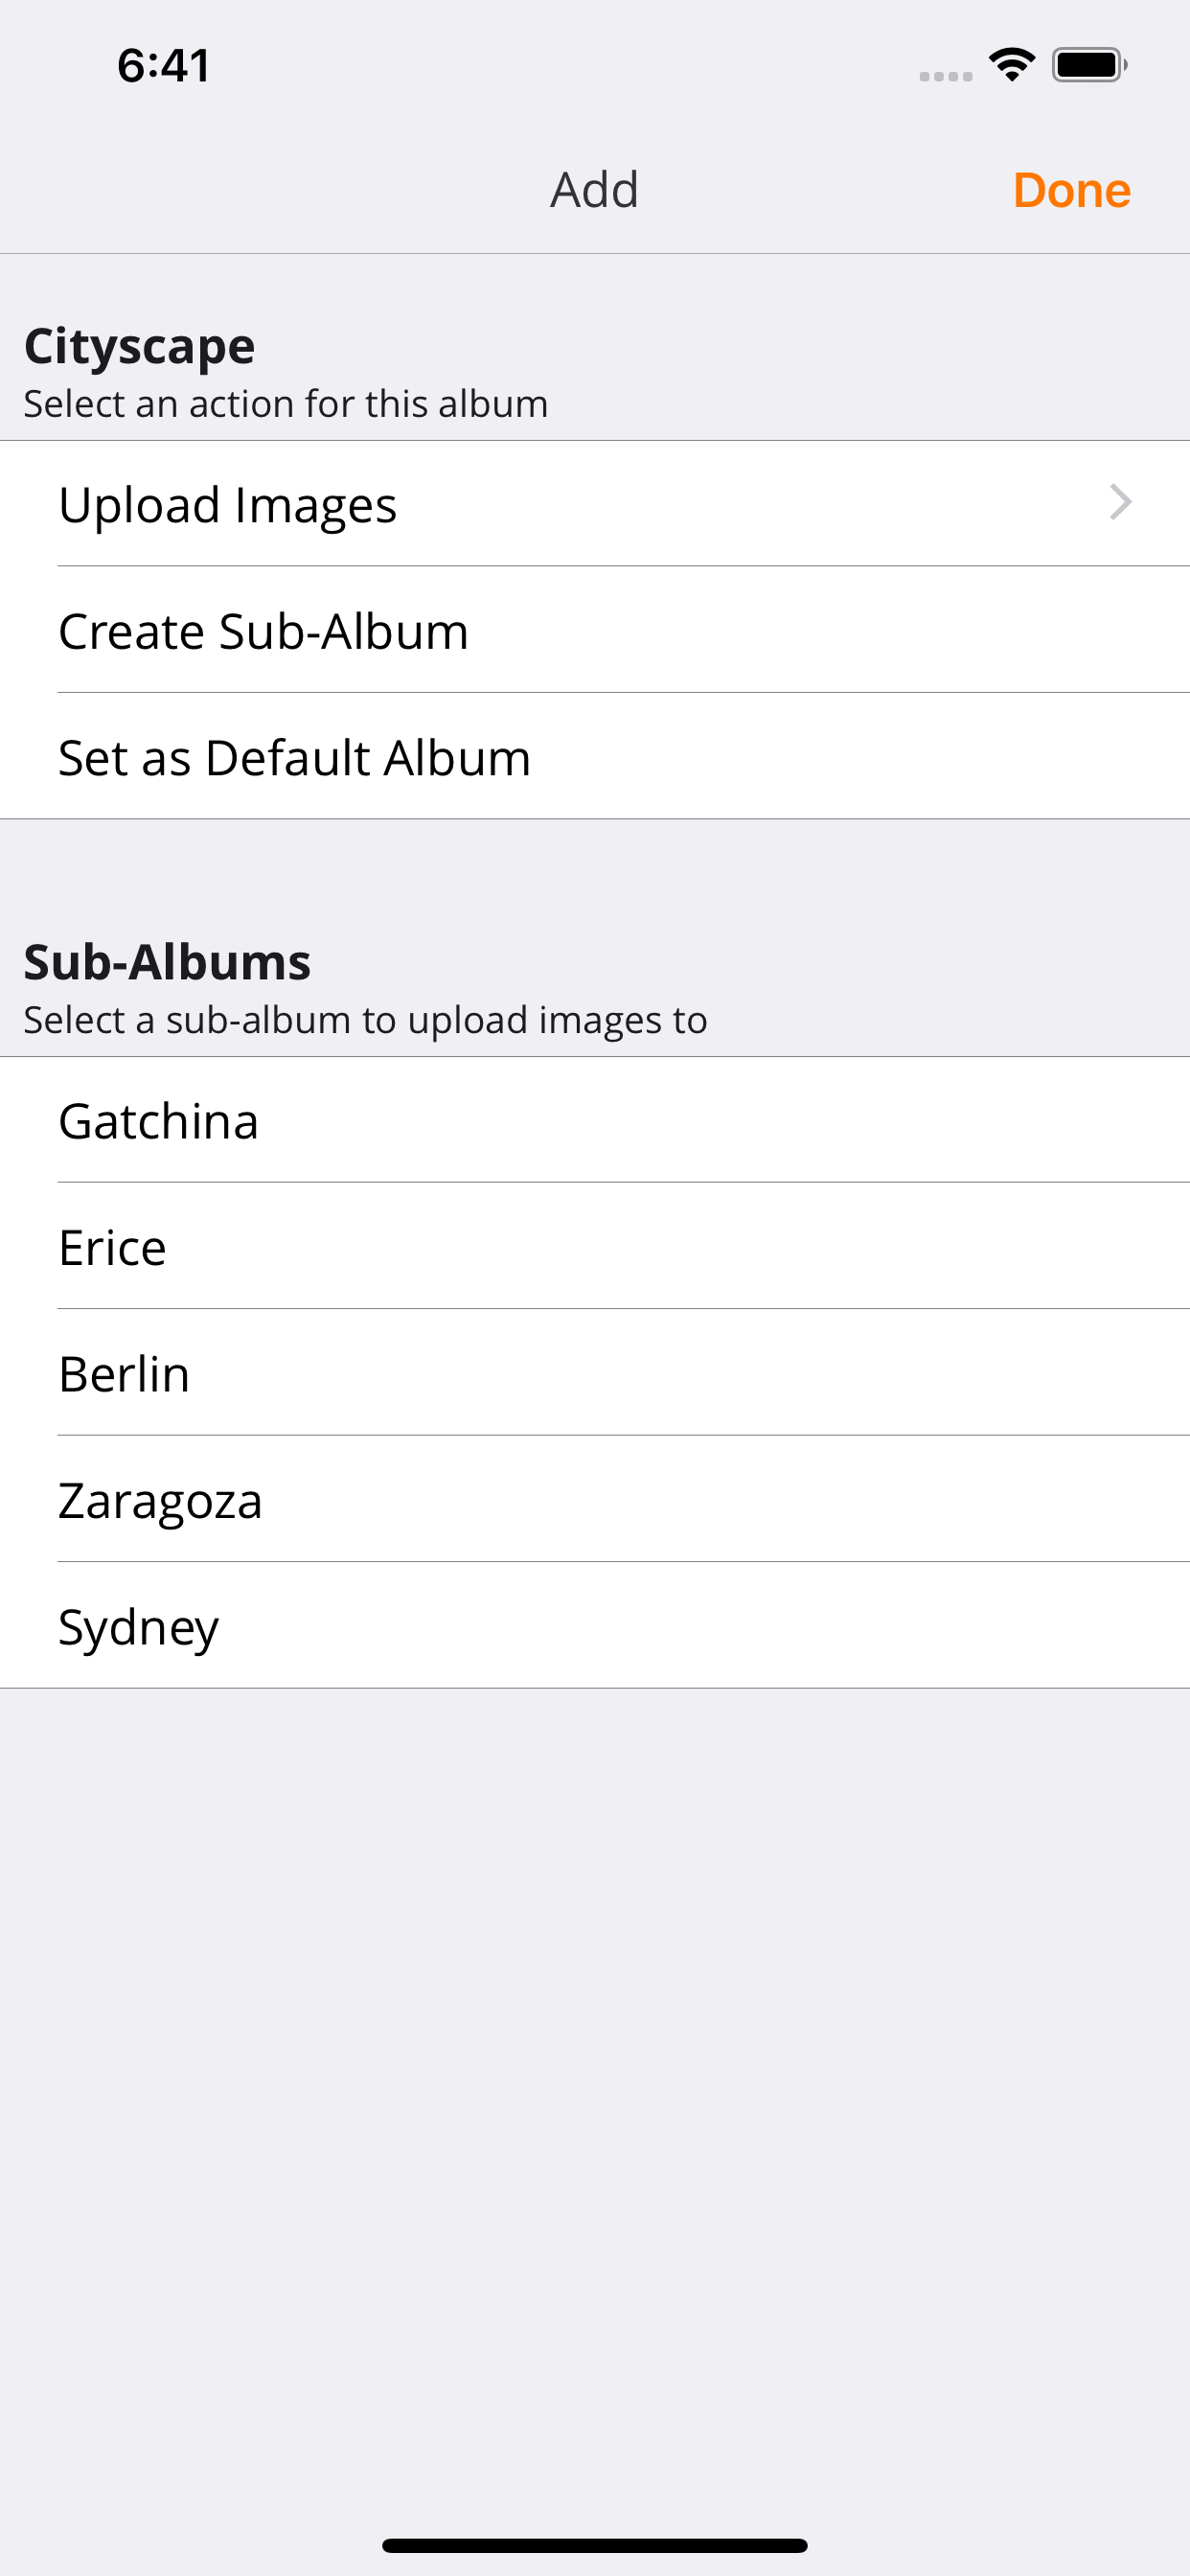 6:41
Add
Done
Cityscape
Select an action for this album
Upload Images
Create Sub-Album
Set as Default Album
Sub-Albums
Select a sub-album to upload images to
Gatchina
Erice
Berlin
Zaragoza
Sydney